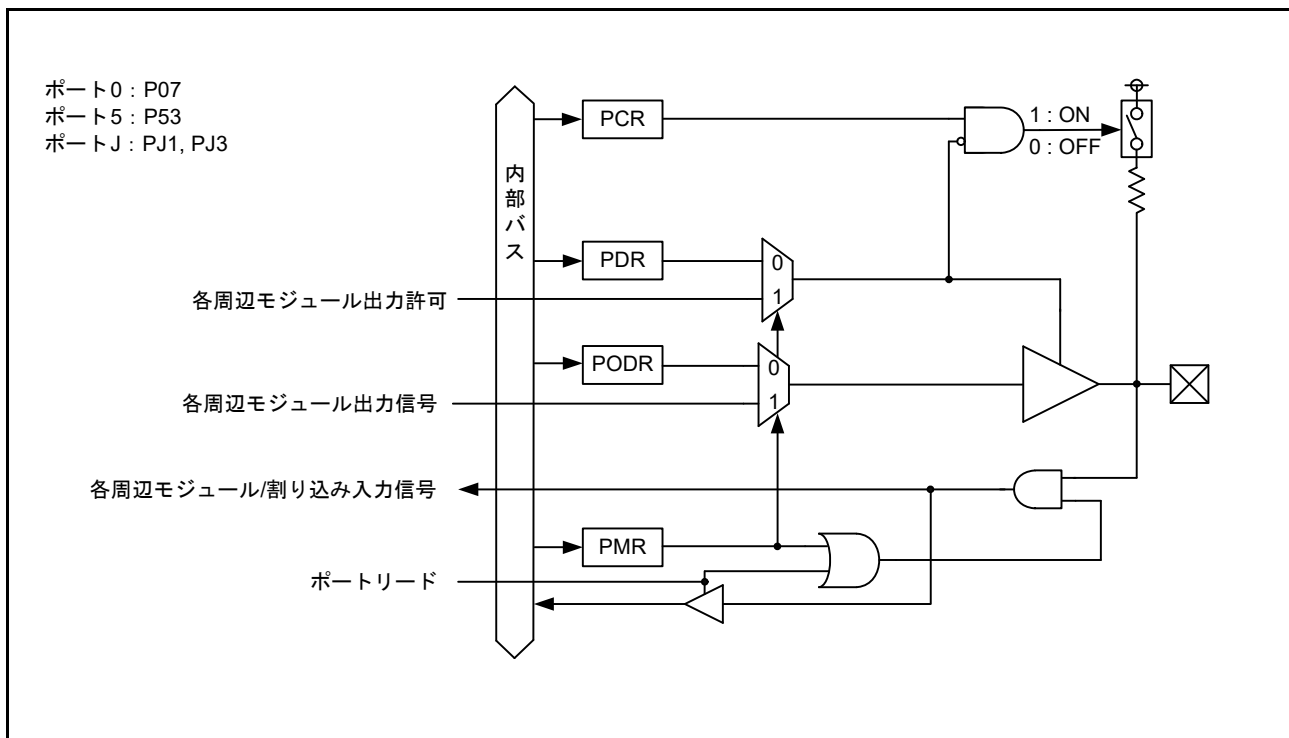 ポート0：P07
ポート5：P53
ポートJ：PJ1, PJ3
内部バス
PCR
1 : ON
0 : OFF
PDR
0
1
各周辺モジュール出力許可
PODR
0
1
各周辺モジュール出力信号
各周辺モジュール/割り込み入力信号
PMR
ポートリード